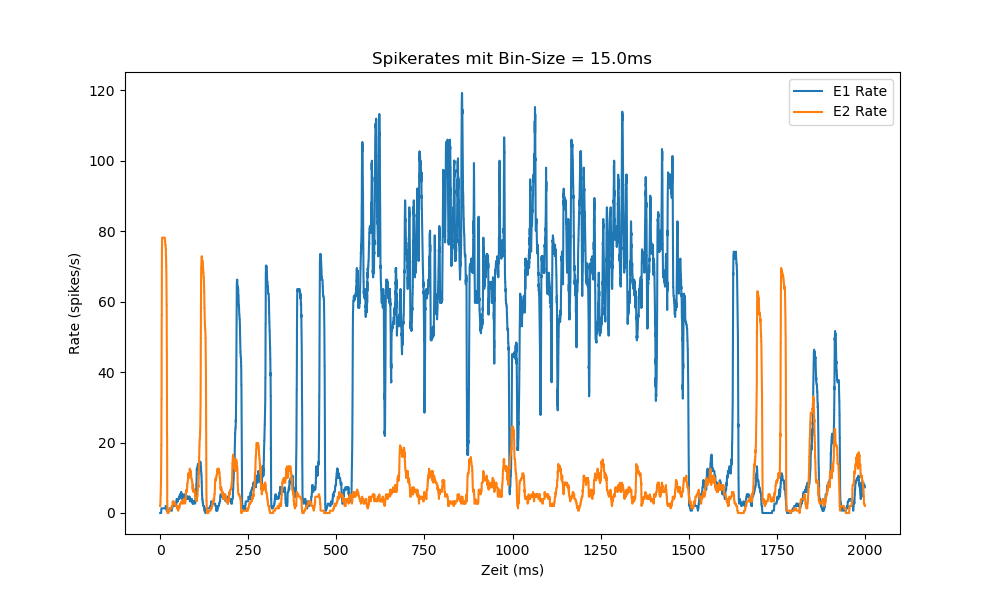 Spikerates mit Bin-Size = 15.0ms
E1 Rate
E2 Rate
Rate (spikes/s)
120
100
80
60
40
20
0
0 250 500 750 1000 1250 1500 1750 2000
Zeit (ms)